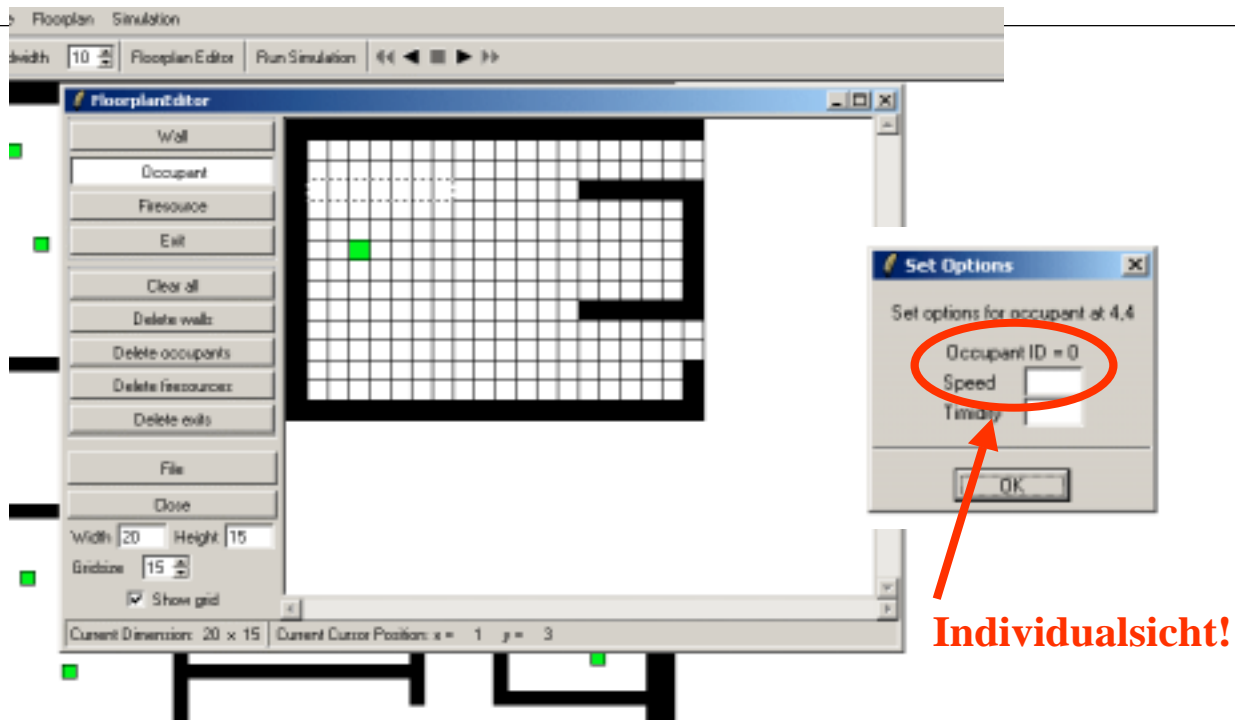 Floorplan Simulation
10 Floorplan Editor Run Simulation
FloorplanEditor
Wall
Occupant
Firesource
Exit
Clear all
Delete walls
Delete occupants
Delete firesources
Delete exits
File
Close
Width 20 Height 15
Gridsize 15
Show grid
Current Dimension: 20 x 15 Current Cursor Position: x = 1 y = 3
Set Options
Set options for occupant at 4,4
Occupant ID = 0
Speed
Timidity
OK
Individualsicht!